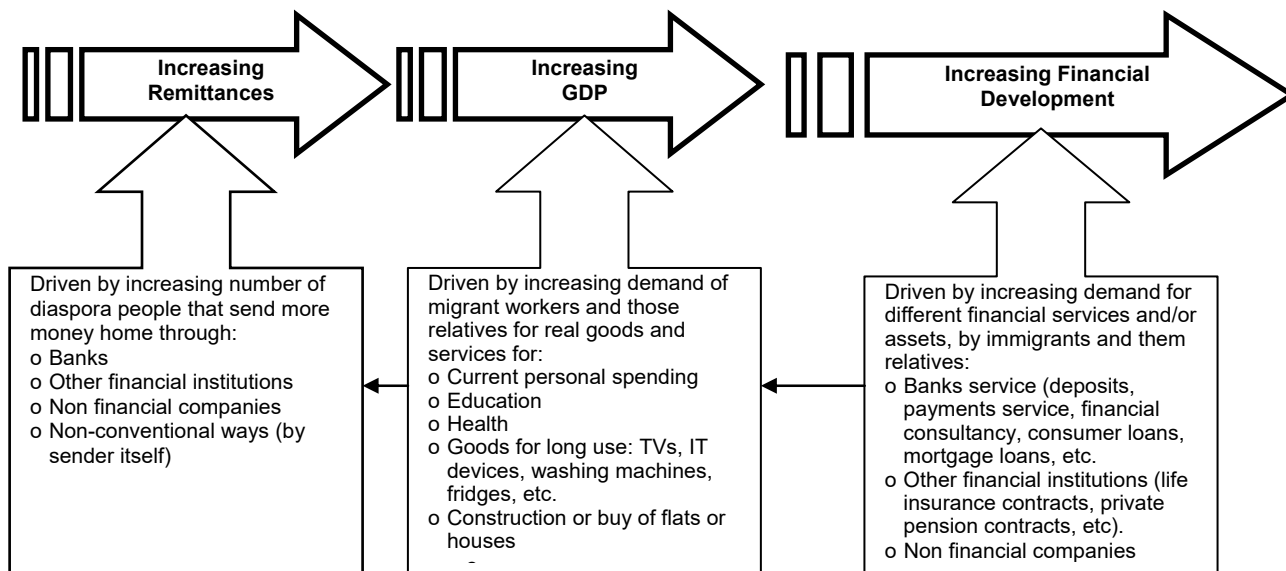 Increasing
Remittances
Increasing
GDP
Increasing Financial
Development
Driven by increasing number of
diaspora people that send more
money home through:
o Banks
o Other financial institutions
o Non financial companies
o Non-conventional ways (by
sender itself)
Driven by increasing demand of
migrant workers and those
relatives for real goods and
services for:
o Current personal spending
o Education
o Health
o Goods for long use: TVs, IT
devices, washing machines,
fridges, etc.
o Construction or buy of flats or
houses
Driven by increasing demand for
different financial services and/or
assets, by immigrants and them
relatives:
o Banks service (deposits,
payments service, financial
consultancy, consumer loans,
mortgage loans, etc.
o Other financial institutions (life
insurance contracts, private
pension contracts, etc).
o Non financial companies